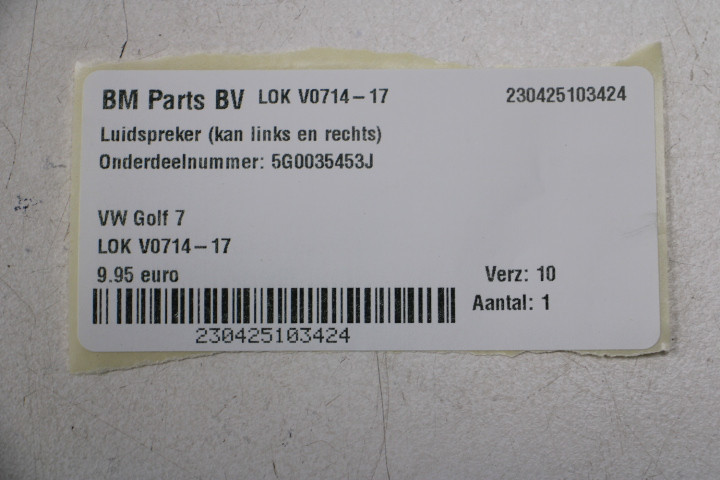 BM Parts BV LOK V0714-17 230425103424
Luidspreker (kan links en rechts)
Onderdeelnummer: 5G0035453J
VW Golf 7
LOK V0714-17
9.95 euro Verz: 10
Aantal: 1
230425103424